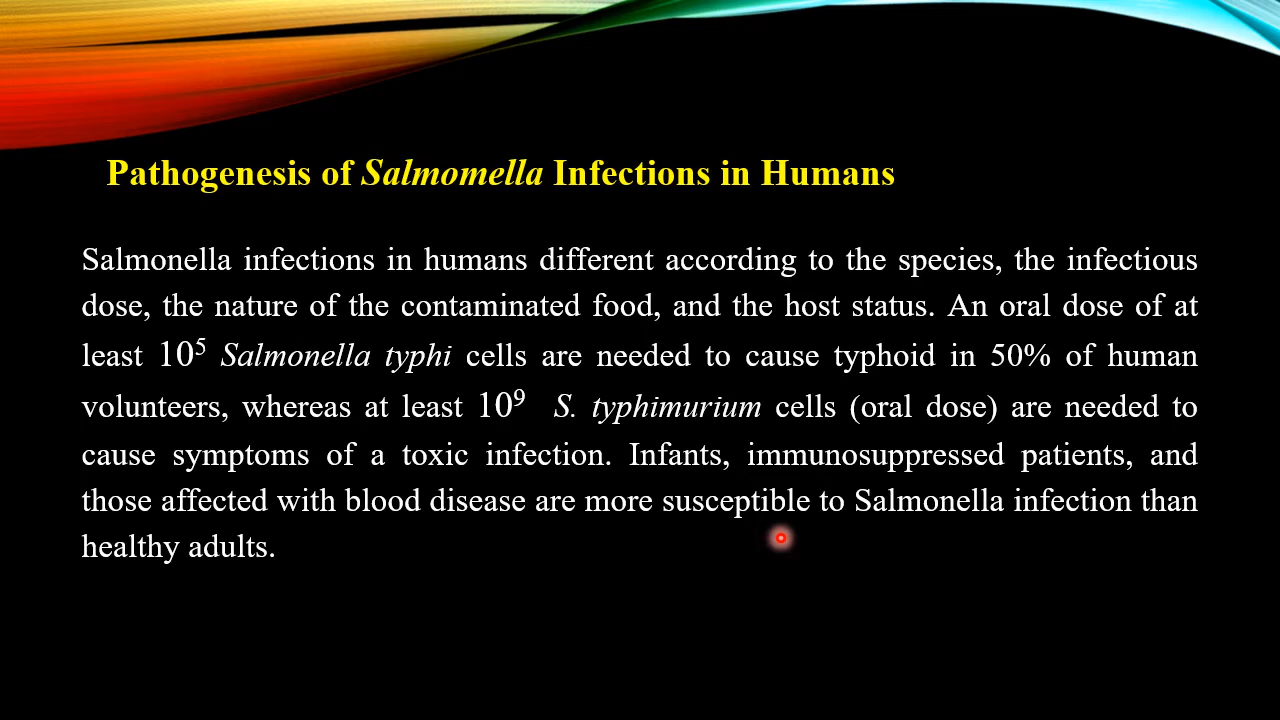 Pathogenesis of Salmomella Infections in Humans
Salmonella infections in humans different according to the species, the infectious
dose, the nature of the contaminated food, and the host status. An oral dose of at
least 10⁵ Salmonella typhi cells are needed to cause typhoid in 50% of human
volunteers, whereas at least 10⁹ S. typhimurium cells (oral dose) are needed to
cause symptoms of a toxic infection. Infants, immunosuppressed patients, and
those affected with blood disease are more susceptible to Salmonella infection than
healthy adults.